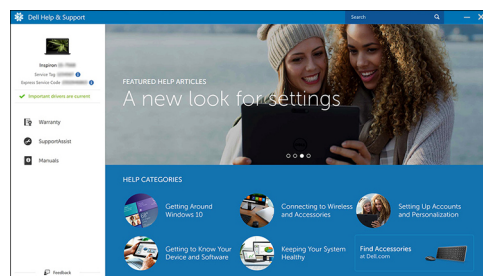 Dell Help & Support
Search
Inspiron
Service Tag
Express Service Code
Important drivers are current
Warranty
SupportAssist
Manuals
Feedback
FEATURED HELP ARTICLES
A new look for settings
HELP CATEGORIES
Getting Around
Windows 10
Connecting to Wireless
and Accessories
Setting Up Accounts
and Personalization
Getting to Know Your
Device and Software
Keeping Your System
Healthy
Find Accessories
at Dell.com